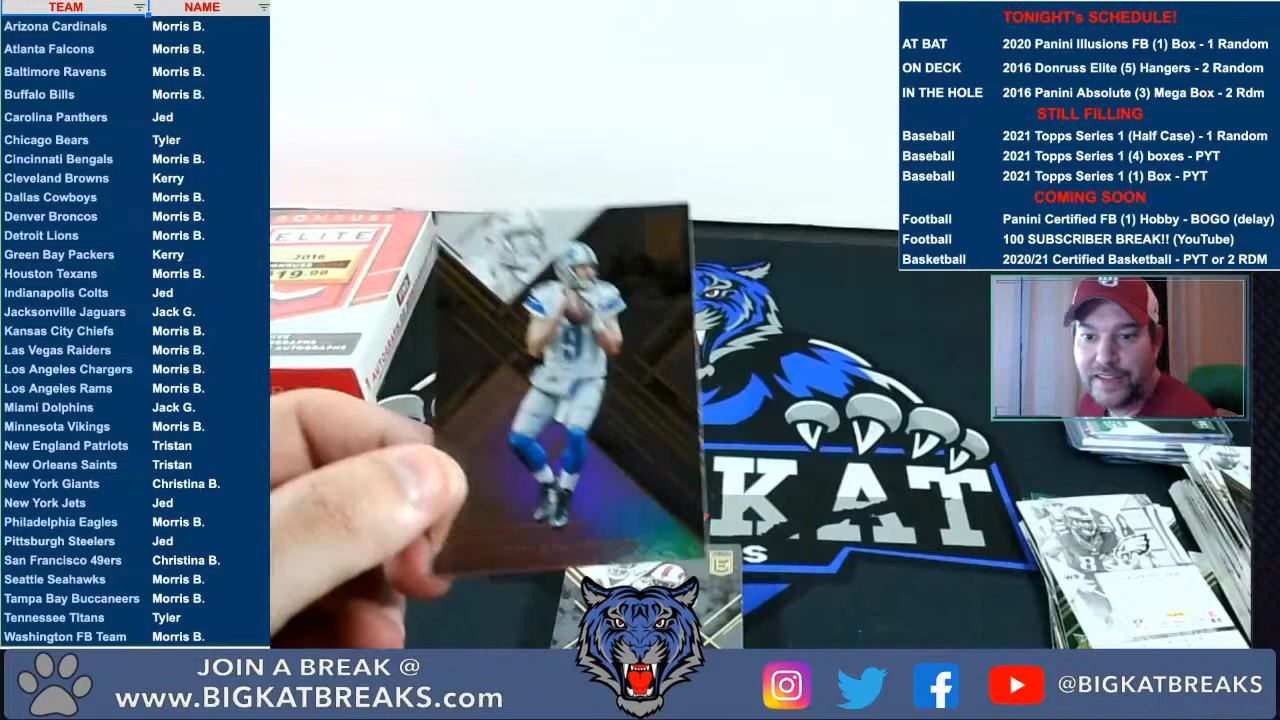 TEAM NAME
Arizona Cardinals Morris B.
Atlanta Falcons Morris B.
Baltimore Ravens Morris B.
Buffalo Bills Morris B.
Carolina Panthers Jed
Chicago Bears Tyler
Cincinnati Bengals Morris B.
Cleveland Browns Kerry
Dallas Cowboys Morris B.
Denver Broncos Morris B.
Detroit Lions Morris B.
Green Bay Packers Kerry
Houston Texans Morris B.
Indianapolis Colts Jed
Jacksonville Jaguars Jack G.
Kansas City Chiefs Morris B.
Las Vegas Raiders Morris B.
Los Angeles Chargers Morris B.
Los Angeles Rams Morris B.
Miami Dolphins Jack G.
Minnesota Vikings Morris B.
New England Patriots Tristan
New Orleans Saints Tristan
New York Giants Christina B.
New York Jets Jed
Philadelphia Eagles Morris B.
Pittsburgh Steelers Jed
San Francisco 49ers Christina B.
Seattle Seahawks Morris B.
Tampa Bay Buccaneers Morris B.
Tennessee Titans Tyler
Washington FB Team Morris B.
TONIGHT's SCHEDULE!
AT BAT 2020 Panini Illusions FB (1) Box - 1 Random
ON DECK 2016 Donruss Elite (5) Hangers - 2 Random
IN THE HOLE 2016 Panini Absolute (3) Mega Box - 2 Rdm
STILL FILLING
Baseball 2021 Topps Series 1 (Half Case) - 1 Random
Baseball 2021 Topps Series 1 (4) boxes - PYT
Baseball 2021 Topps Series 1 (1) Box - PYT
COMING SOON
Football Panini Certified FB (1) Hobby - BOGO (delay)
Football 100 SUBSCRIBER BREAK!! (YouTube)
Basketball 2020/21 Certified Basketball - PYT or 2 RDM
ELITE
2016
9
KAT
S
WR
JOIN A BREAK @
www.BIGKATBREAKS.com
@BIGKATBREAKS